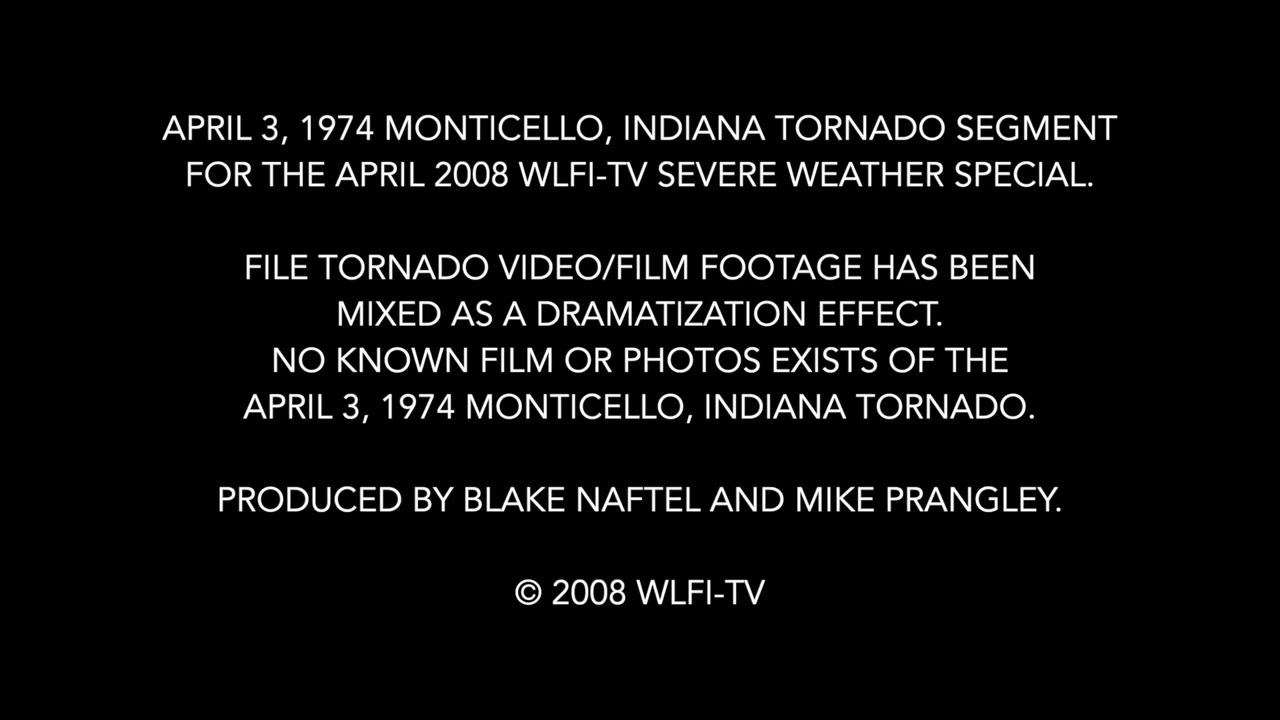 APRIL 3, 1974 MONTICELLO, INDIANA TORNADO SEGMENT
FOR THE APRIL 2008 WLFI-TV SEVERE WEATHER SPECIAL.
FILE TORNADO VIDEO/FILM FOOTAGE HAS BEEN
MIXED AS A DRAMATIZATION EFFECT.
NO KNOWN FILM OR PHOTOS EXISTS OF THE
APRIL 3, 1974 MONTICELLO, INDIANA TORNADO.
PRODUCED BY BLAKE NAFTEL AND MIKE PRANGLEY.
© 2008 WLFI-TV